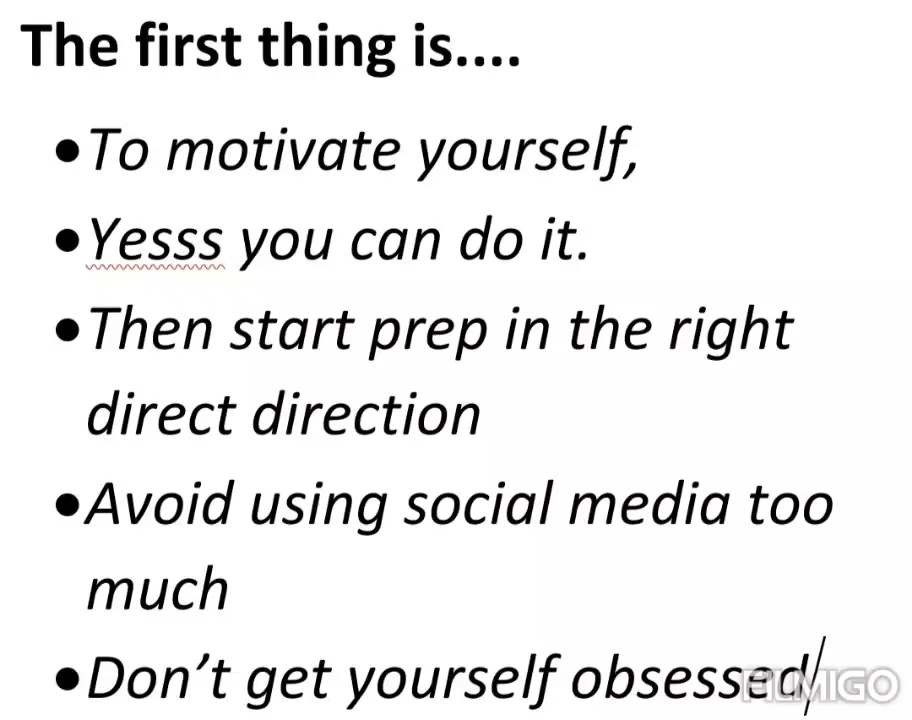 The first thing is....
•To motivate yourself,
•Yesss you can do it.
•Then start prep in the right
direct direction
•Avoid using social media too
much
•Don’t get yourself obsessed
FILMIGO